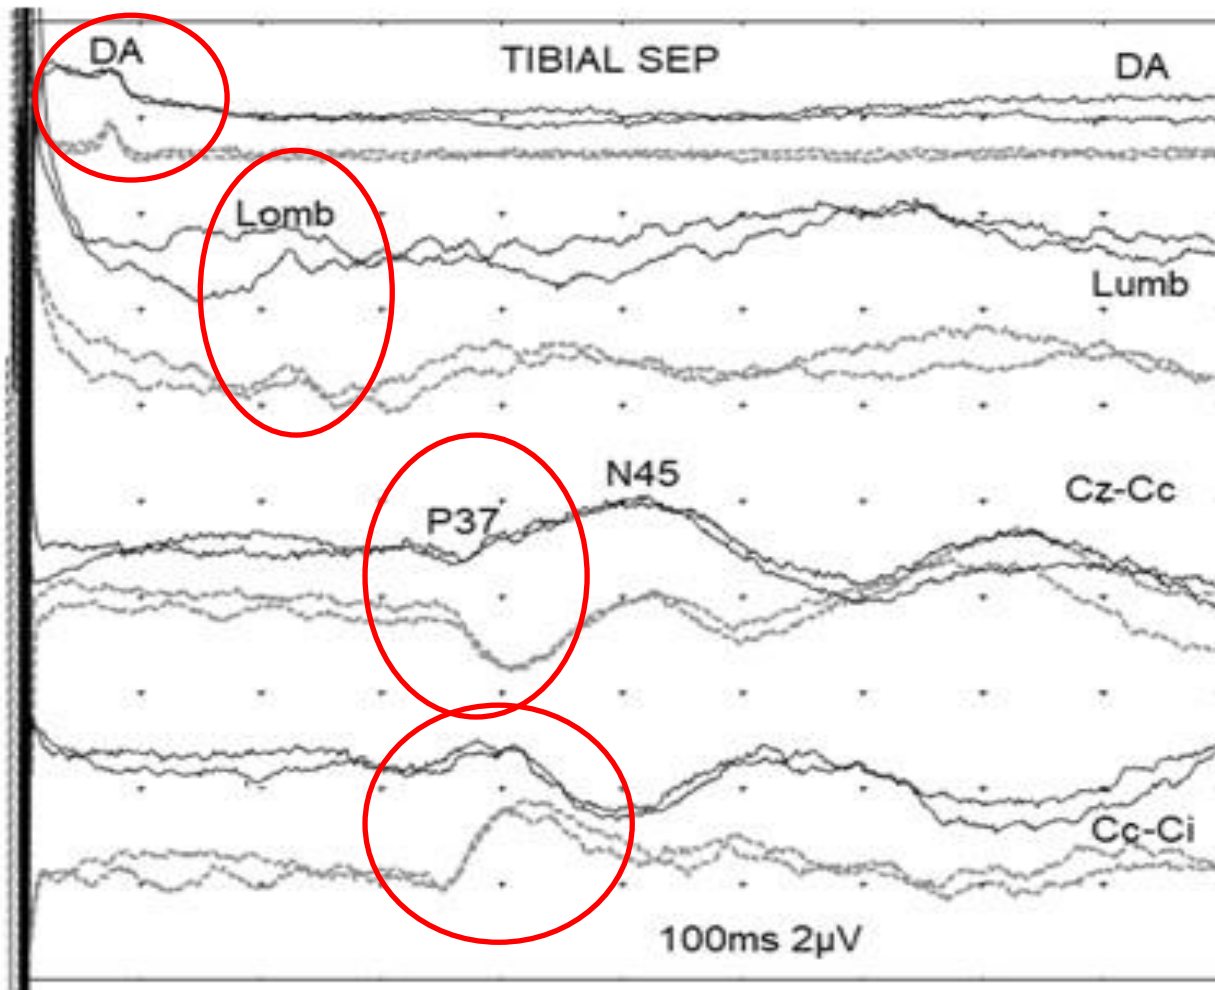 DA
TIBIAL SEP
DA
Lomb
Lumb
N45
Cz-Cc
P37
Cc-Ci
100ms 2µV